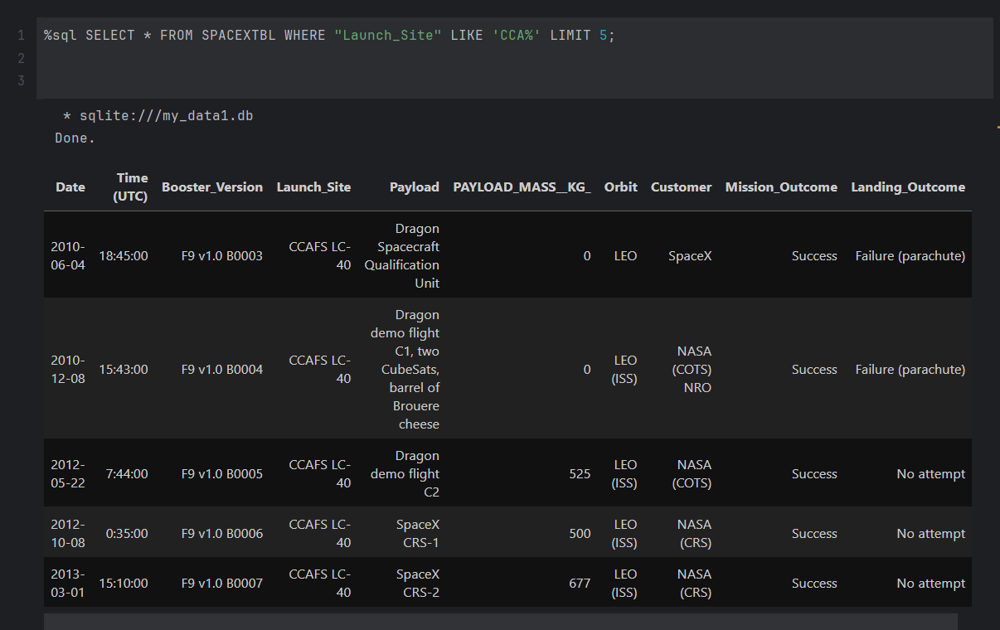 1 %sql SELECT * FROM SPACEXTBL WHERE "Launch_Site" LIKE 'CCA%' LIMIT 5;
2
3
* sqlite:///my_data1.db
Done.
Date Time (UTC) Booster_Version Launch_Site Payload PAYLOAD_MASS__KG_ Orbit Customer Mission_Outcome Landing_Outcome
2010-06-04 18:45:00 F9 v1.0 B0003 CCAFS LC-40 Dragon Spacecraft Qualification Unit 0 LEO SpaceX Success Failure (parachute)
2010-12-08 15:43:00 F9 v1.0 B0004 CCAFS LC-40 Dragon demo flight C1, two CubeSats, barrel of Brouere cheese 0 LEO (ISS) NASA (COTS) NRO Success Failure (parachute)
2012-05-22 7:44:00 F9 v1.0 B0005 CCAFS LC-40 Dragon demo flight C2 525 LEO (ISS) NASA (COTS) Success No attempt
2012-10-08 0:35:00 F9 v1.0 B0006 CCAFS LC-40 SpaceX CRS-1 500 LEO (ISS) NASA (CRS) Success No attempt
2013-03-01 15:10:00 F9 v1.0 B0007 CCAFS LC-40 SpaceX CRS-2 677 LEO (ISS) NASA (CRS) Success No attempt